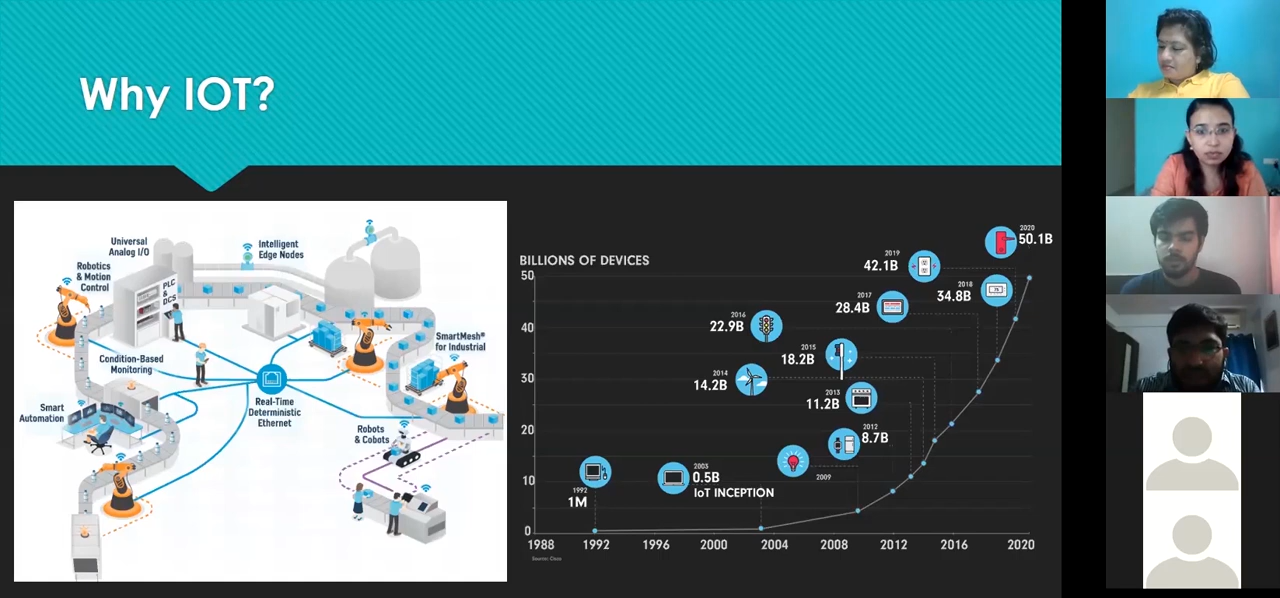 Why IOT?
Universal
Analog I/O
Intelligent
Edge Nodes
Robotics
& Motion
Control
PLC
&
DCS
SmartMesh®
for Industrial
Condition-Based
Monitoring
Smart
Automation
Real-Time
Deterministic
Ethernet
Robots
& Cobots
BILLIONS OF DEVICES
50
40
30
20
10
0
1988
1992
1996
2000
2004
2008
2012
2016
2020
1992
1M
2003
0.5B
IoT INCEPTION
2009
2012
8.7B
2013
11.2B
2014
14.2B
2015
18.2B
2016
22.9B
2017
28.4B
2018
34.8B
2019
42.1B
2020
50.1B